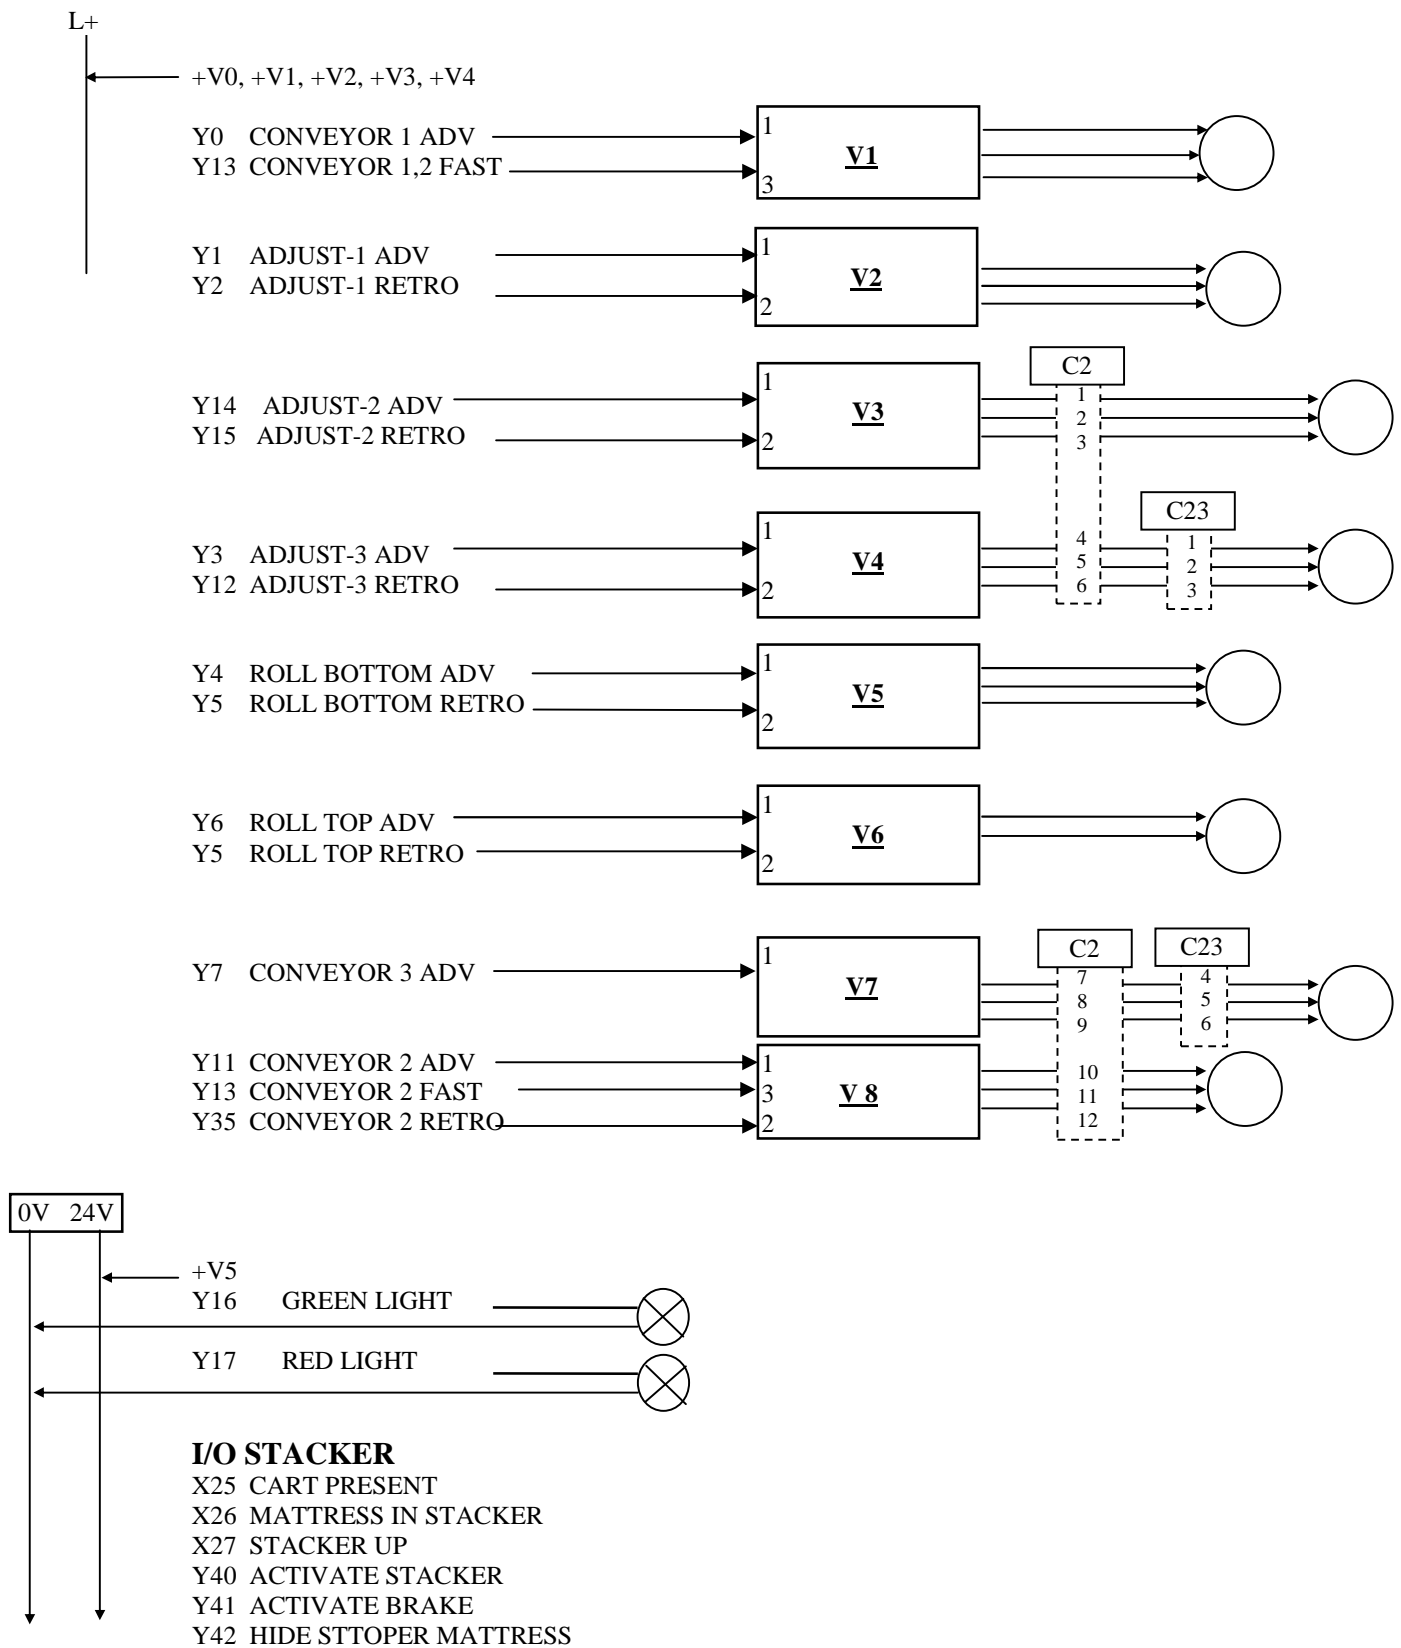 L+
+V0, +V1, +V2, +V3, +V4
Y0 CONVEYOR 1 ADV
1
Y13 CONVEYOR 1,2 FAST
3
V1
Y1 ADJUST-1 ADV
1
Y2 ADJUST-1 RETRO
2
V2
C2
Y14 ADJUST-2 ADV
1
Y15 ADJUST-2 RETRO
2
V3
1
2
3
C23
Y3 ADJUST-3 ADV
1
Y12 ADJUST-3 RETRO
2
V4
4
5
6
1
2
3
Y4 ROLL BOTTOM ADV
1
Y5 ROLL BOTTOM RETRO
2
V5
Y6 ROLL TOP ADV
1
Y5 ROLL TOP RETRO
2
V6
C2
C23
Y7 CONVEYOR 3 ADV
1
V7
7
8
9
4
5
6
Y11 CONVEYOR 2 ADV
1
Y13 CONVEYOR 2 FAST
3
Y35 CONVEYOR 2 RETRO
2
V 8
10
11
12
0V 24V
+V5
Y16 GREEN LIGHT
Y17 RED LIGHT
I/O STACKER
X25 CART PRESENT
X26 MATTRESS IN STACKER
X27 STACKER UP
Y40 ACTIVATE STACKER
Y41 ACTIVATE BRAKE
Y42 HIDE STTOPER MATTRESS